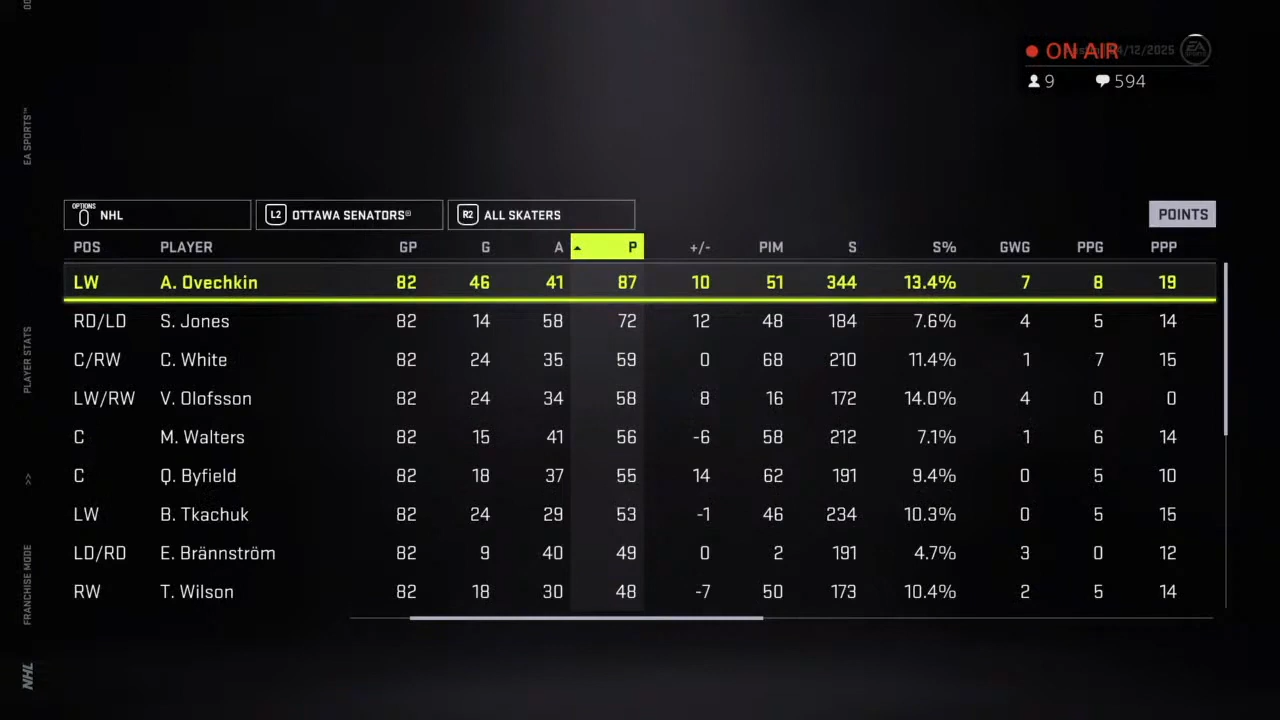 ON AIR /12/2025 EA SPORTS
9 594
OPTIONS NHL L2 OTTAWA SENATORS® R2 ALL SKATERS POINTS
POS PLAYER GP G A P +/- PIM S S% GWG PPG PPP
LW A. Ovechkin 82 46 41 87 10 51 344 13.4% 7 8 19
RD/LD S. Jones 82 14 58 72 12 48 184 7.6% 4 5 14
C/RW C. White 82 24 35 59 0 68 210 11.4% 1 7 15
LW/RW V. Olofsson 82 24 34 58 8 16 172 14.0% 4 0 0
C M. Walters 82 15 41 56 -6 58 212 7.1% 1 6 14
C Q. Byfield 82 18 37 55 14 62 191 9.4% 0 5 10
LW B. Tkachuk 82 24 29 53 -1 46 234 10.3% 0 5 15
LD/RD E. Brännström 82 9 40 49 0 2 191 4.7% 3 0 12
RW T. Wilson 82 18 30 48 -7 50 173 10.4% 2 5 14
NHL FRANCHISE MODE >> PLAYER STATS EA SPORTS™